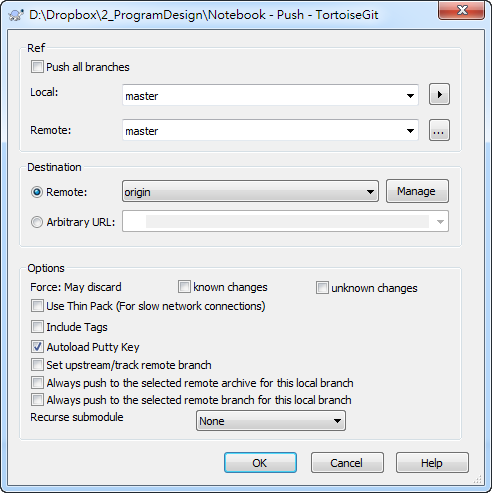 D:\Dropbox\2_ProgramDesign\Notebook - Push - TortoiseGit
Ref
Push all branches
Local: master
Remote: master ...
Destination
Remote: origin Manage
Arbitrary URL:
Options
Force: May discard known changes unknown changes
Use Thin Pack (For slow network connections)
Include Tags
Autoload Putty Key
Set upstream/track remote branch
Always push to the selected remote archive for this local branch
Always push to the selected remote branch for this local branch
Recurse submodule None
OK Cancel Help